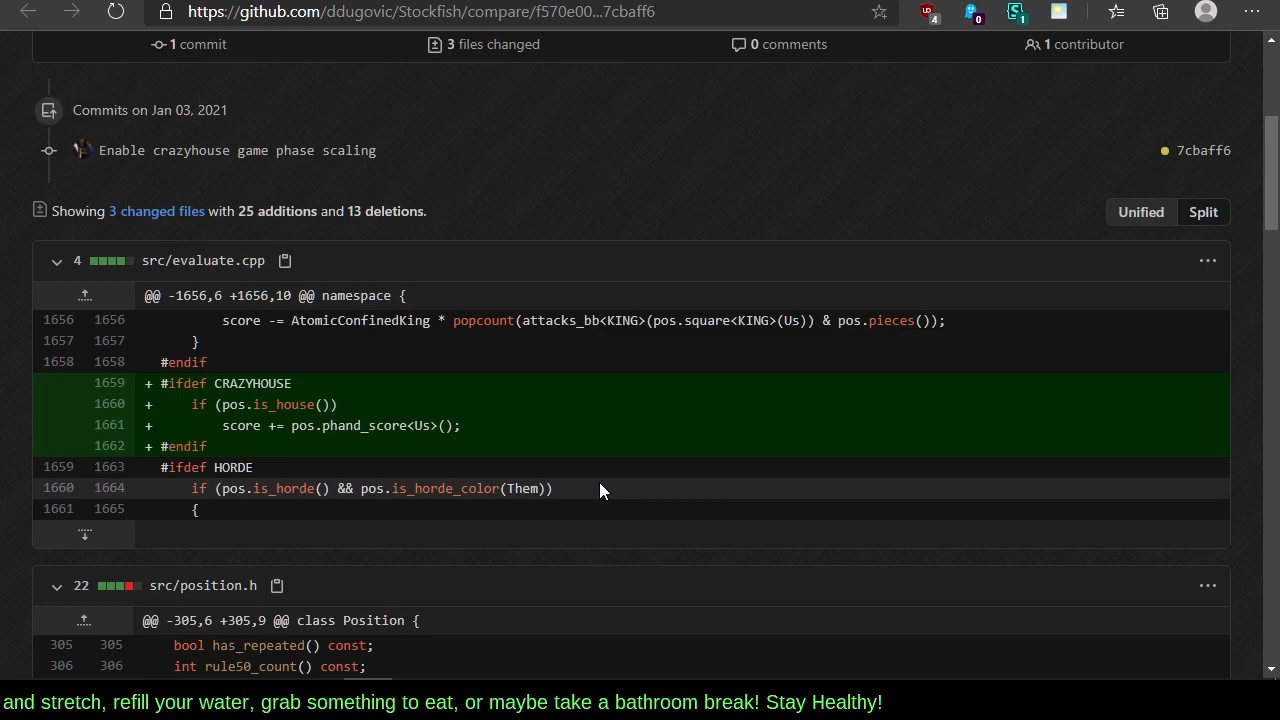 https://github.com/ddugovic/Stockfish/compare/f570e00...7cbaff6
4
0
1
1 commit
3 files changed
0 comments
1 contributor
Commits on Jan 03, 2021
Enable crazyhouse game phase scaling
7cbaff6
Showing 3 changed files with 25 additions and 13 deletions.
Unified
Split
4 src/evaluate.cpp
@@ -1656,6 +1656,10 @@ namespace {
1656 1656 score -= AtomicConfinedKing * popcount(attacks_bb<KING>(pos.square<KING>(Us)) & pos.pieces());
1657 1657 }
1658 1658 #endif
1659 + #ifdef CRAZYHOUSE
1660 + if (pos.is_house())
1661 + score += pos.phand_score<Us>();
1662 + #endif
1659 1663 #ifdef HORDE
1660 1664 if (pos.is_horde() && pos.is_horde_color(Them))
1661 1665 {
22 src/position.h
@@ -305,6 +305,9 @@ class Position {
305 305 bool has_repeated() const;
306 306 int rule50_count() const;
and stretch, refill your water, grab something to eat, or maybe take a bathroom break! Stay Healthy!